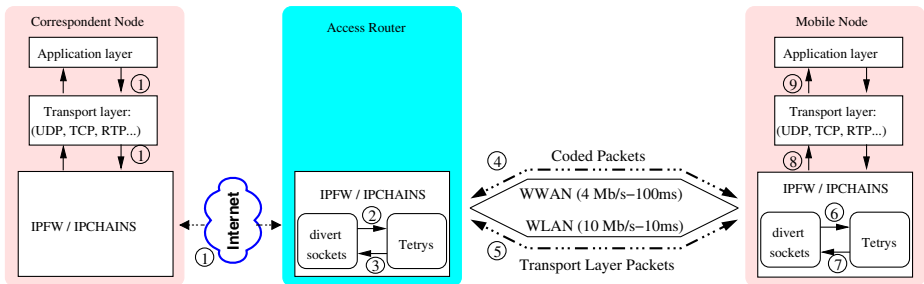 Correspondent Node
Application layer
1
Transport layer:
(UDP, TCP, RTP...)
1
IPFW / IPCHAINS
Internet
1
Access Router
IPFW / IPCHAINS
divert
sockets
2
3
Tetrys
4
Coded Packets
WWAN (4 Mb/s−100ms)
WLAN (10 Mb/s−10ms)
5
Transport Layer Packets
Mobile Node
Application layer
9
Transport layer:
(UDP, TCP, RTP...)
8
IPFW / IPCHAINS
divert
sockets
6
7
Tetrys